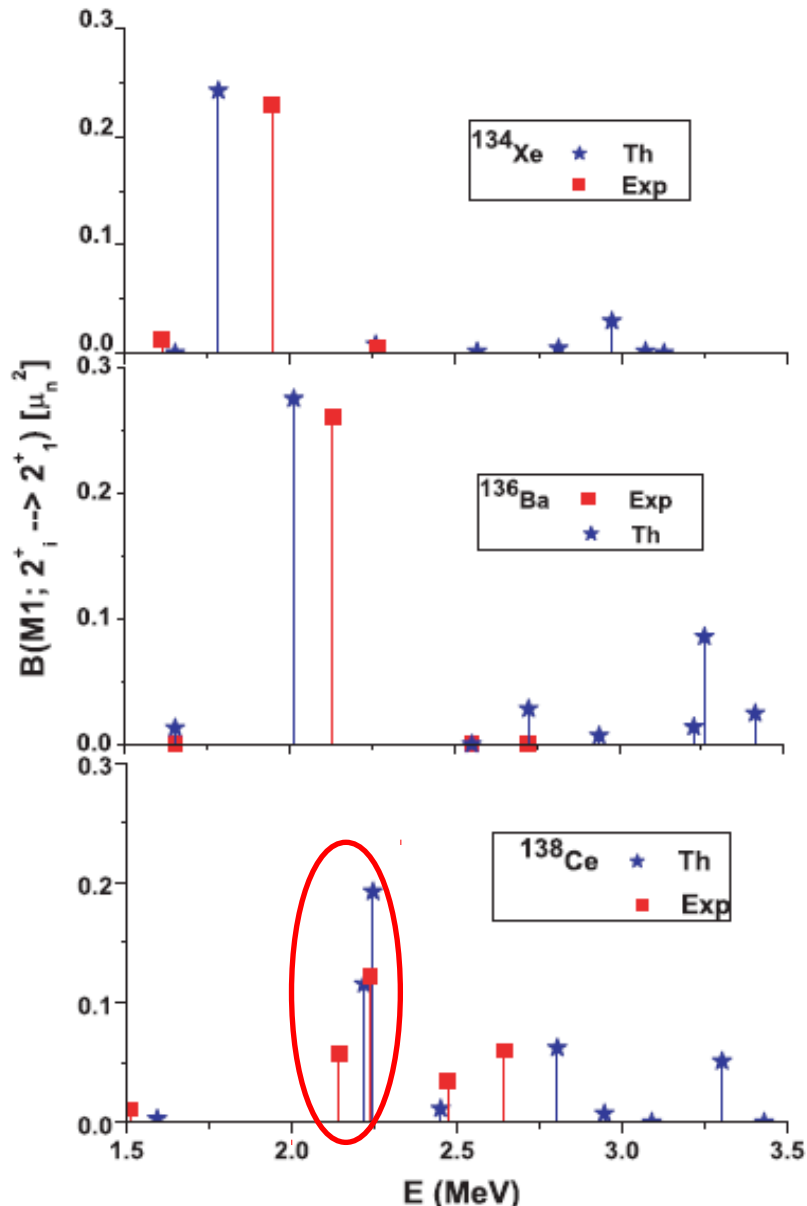 B(M1; 2⁺ᵢ --> 2⁺₁) [μₙ²]
0.3
0.2
0.1
0.0
¹³⁴Xe ★ Th
■ Exp
0.3
0.2
0.1
0.0
¹³⁶Ba ■ Exp
★ Th
0.3
0.2
0.1
0.0
¹³⁸Ce ★ Th
■ Exp
1.5 2.0 2.5 3.0 3.5
E (MeV)